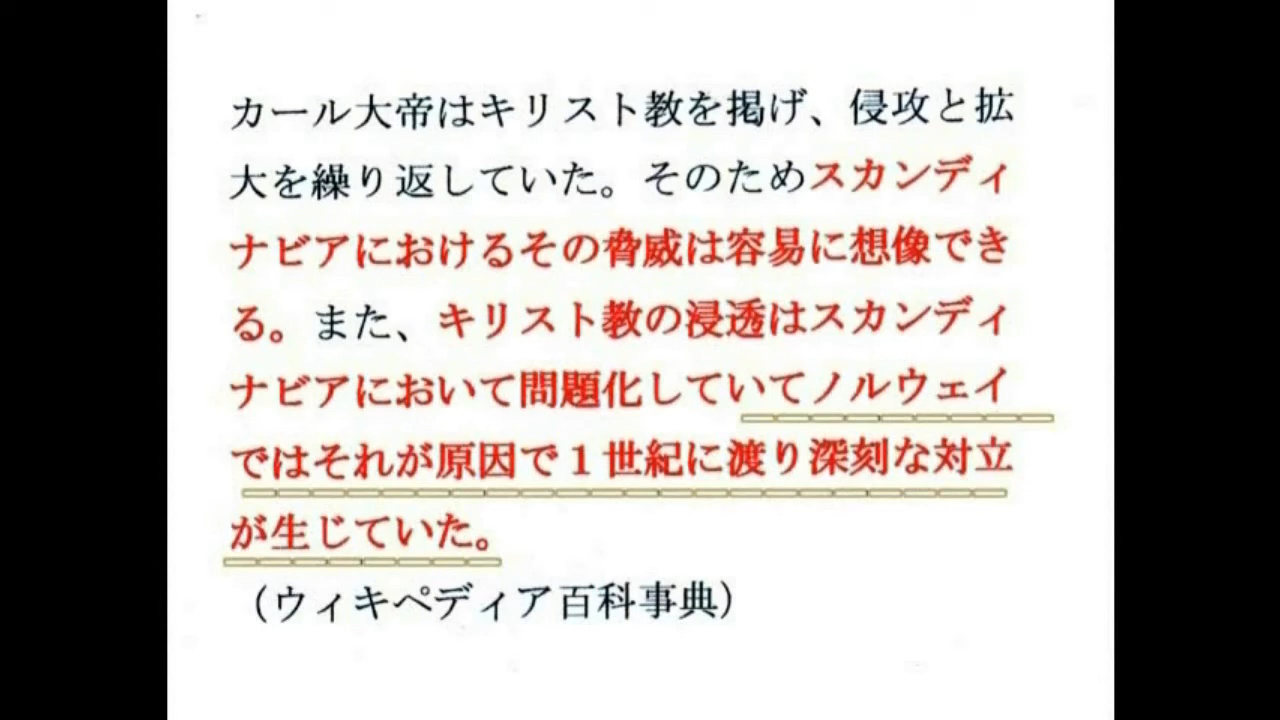 カール大帝はキリスト教を掲げ、侵攻と拡
大を繰り返していた。そのためスカンディ
ナビアにおけるその脅威は容易に想像でき
る。また、キリスト教の浸透はスカンディ
ナビアにおいて問題化していてノルウェイ
ではそれが原因で１世紀に渡り深刻な対立
が生じていた。
（ウィキペディア百科事典）